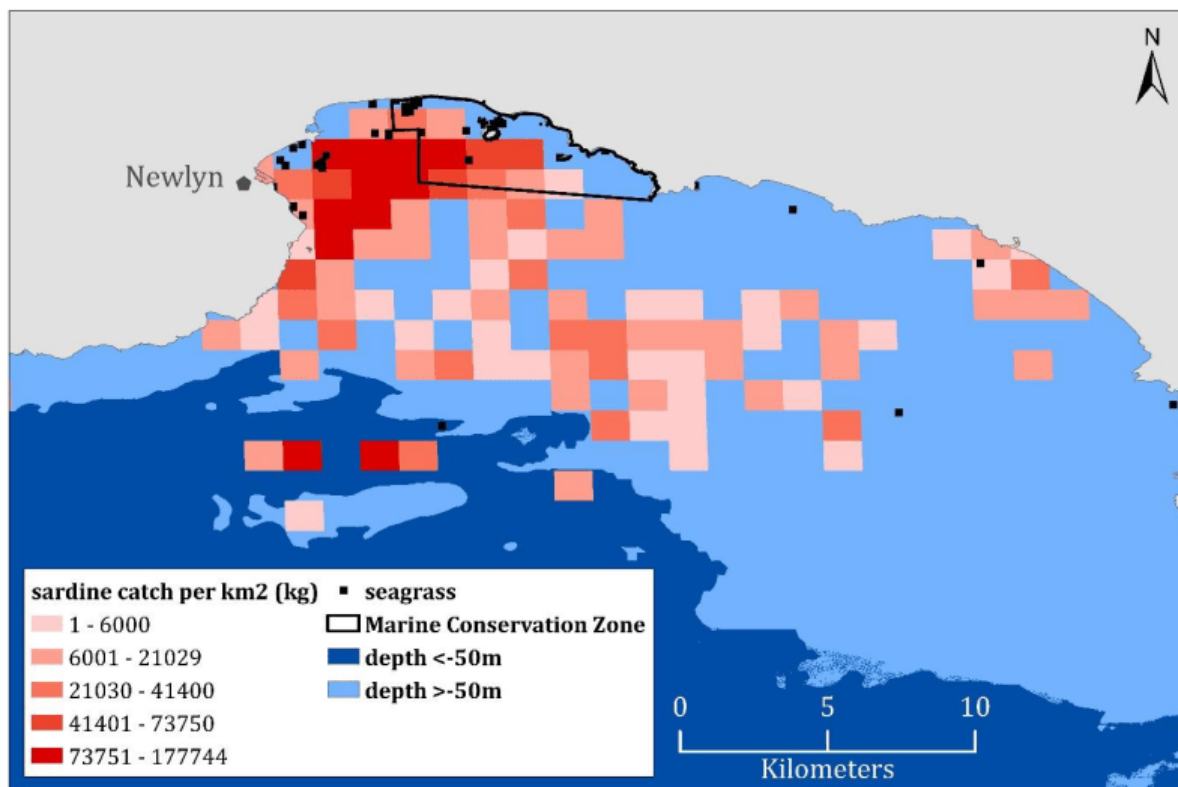 N
Newlyn
sardine catch per km2 (kg)
1 - 6000
6001 - 21029
21030 - 41400
41401 - 73750
73751 - 177744
seagrass
Marine Conservation Zone
depth <-50m
depth >-50m
0 5 10
Kilometers